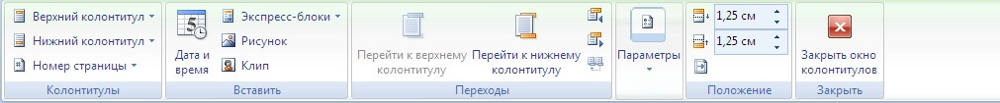 Верхний колонтитул
Нижний колонтитул
Номер страницы
Колонтитулы
5
Дата и
время
Экспресс-блоки
Рисунок
Клип
Вставить
Перейти к верхнему
колонтитулу
Перейти к нижнему
колонтитулу
Переходы
Параметры
1,25 см
1,25 см
Положение
Закрыть окно
колонтитулов
Закрыть